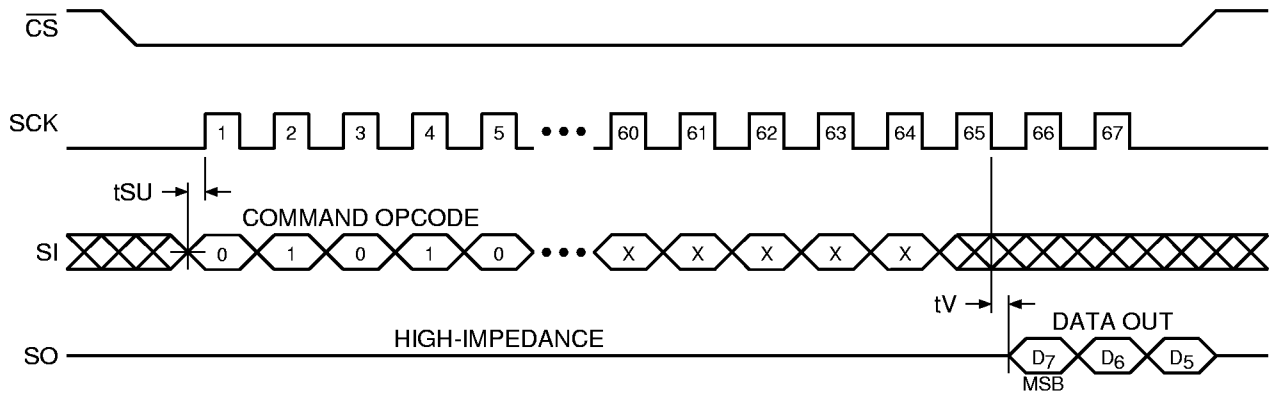 CS
SCK 1 2 3 4 5 ••• 60 61 62 63 64 65 66 67
tSU
COMMAND OPCODE
SI 0 1 0 1 0 ••• X X X X X
tV
DATA OUT
HIGH-IMPEDANCE
SO D7 D6 D5
MSB